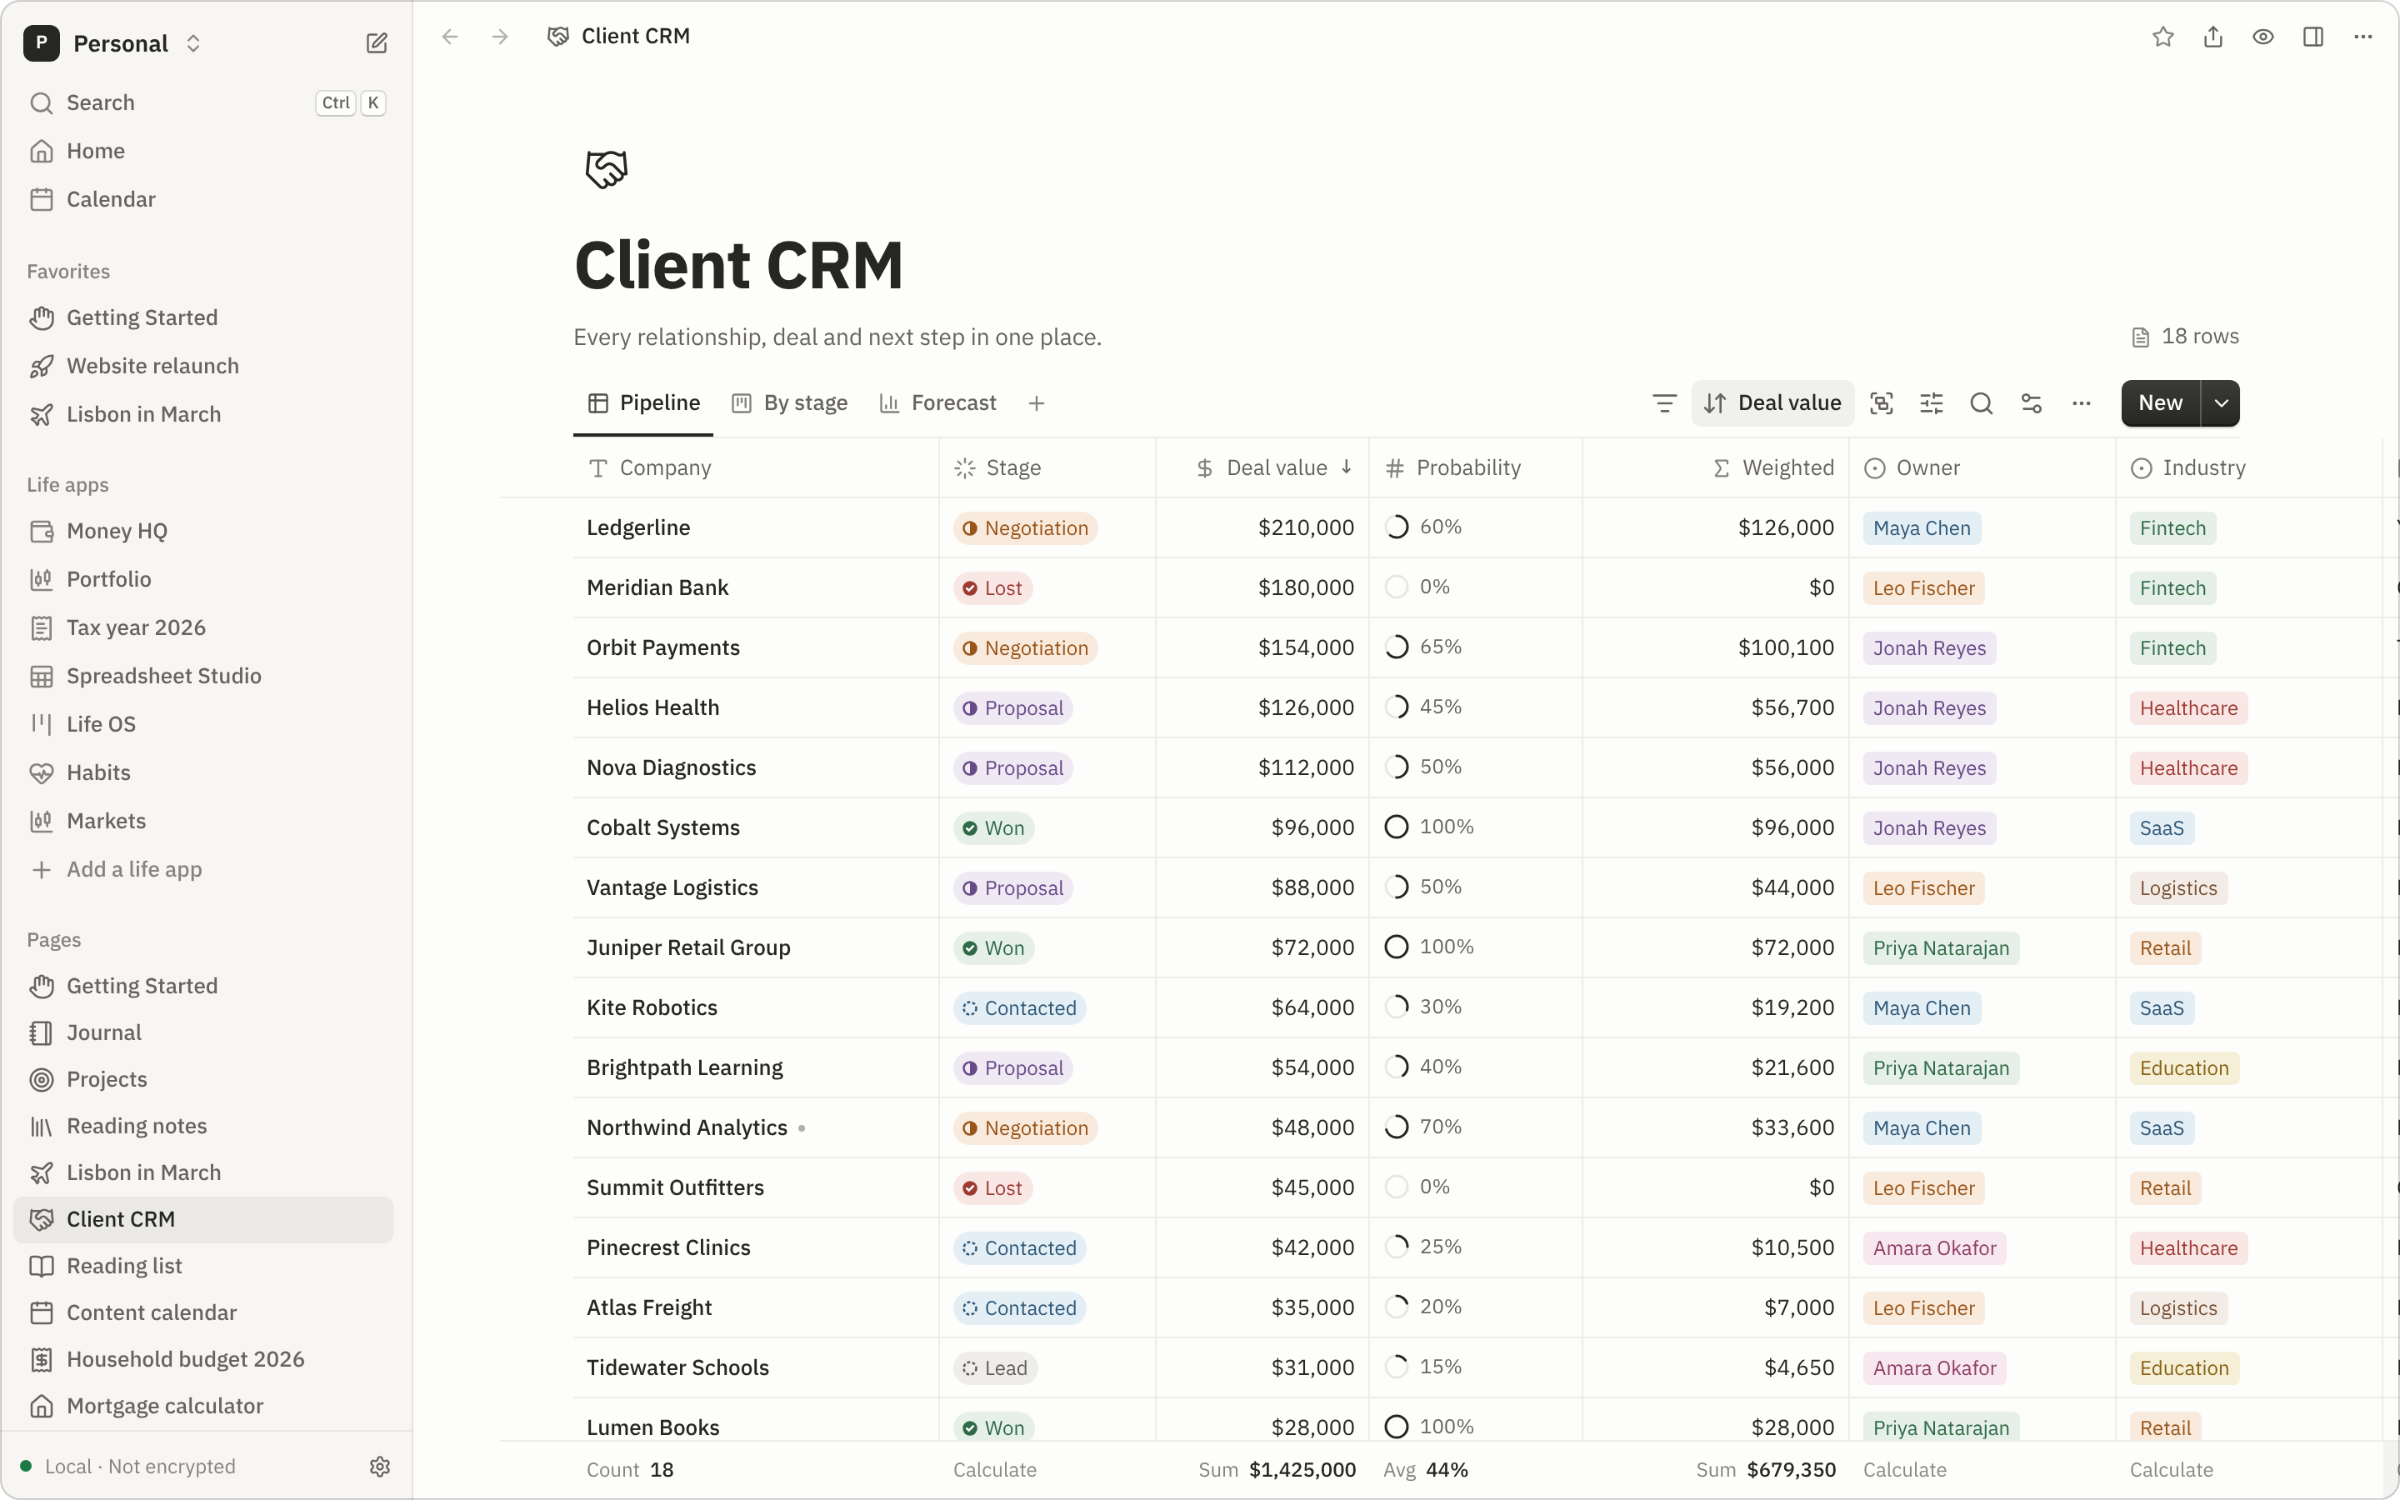 P Personal
Search Ctrl K
Home
Calendar
Favorites
Getting Started
Website relaunch
Lisbon in March
Life apps
Money HQ
Portfolio
Tax year 2026
Spreadsheet Studio
Life OS
Habits
Markets
Add a life app
Pages
Getting Started
Journal
Projects
Reading notes
Lisbon in March
Client CRM
Reading list
Content calendar
Household budget 2026
Mortgage calculator
Local · Not encrypted
Client CRM
Client CRM
Every relationship, deal and next step in one place.
18 rows
Pipeline By stage Forecast
Deal value New
Company Stage $ Deal value ↓ # Probability Σ Weighted Owner Industry
Ledgerline Negotiation $210,000 60% $126,000 Maya Chen Fintech
Meridian Bank Lost $180,000 0% $0 Leo Fischer Fintech
Orbit Payments Negotiation $154,000 65% $100,100 Jonah Reyes Fintech
Helios Health Proposal $126,000 45% $56,700 Jonah Reyes Healthcare
Nova Diagnostics Proposal $112,000 50% $56,000 Jonah Reyes Healthcare
Cobalt Systems Won $96,000 100% $96,000 Jonah Reyes SaaS
Vantage Logistics Proposal $88,000 50% $44,000 Leo Fischer Logistics
Juniper Retail Group Won $72,000 100% $72,000 Priya Natarajan Retail
Kite Robotics Contacted $64,000 30% $19,200 Maya Chen SaaS
Brightpath Learning Proposal $54,000 40% $21,600 Priya Natarajan Education
Northwind Analytics Negotiation $48,000 70% $33,600 Maya Chen SaaS
Summit Outfitters Lost $45,000 0% $0 Leo Fischer Retail
Pinecrest Clinics Contacted $42,000 25% $10,500 Amara Okafor Healthcare
Atlas Freight Contacted $35,000 20% $7,000 Leo Fischer Logistics
Tidewater Schools Lead $31,000 15% $4,650 Amara Okafor Education
Lumen Books Won $28,000 100% $28,000 Priya Natarajan Retail
Count 18 Calculate Sum $1,425,000 Avg 44% Sum $679,350 Calculate Calculate